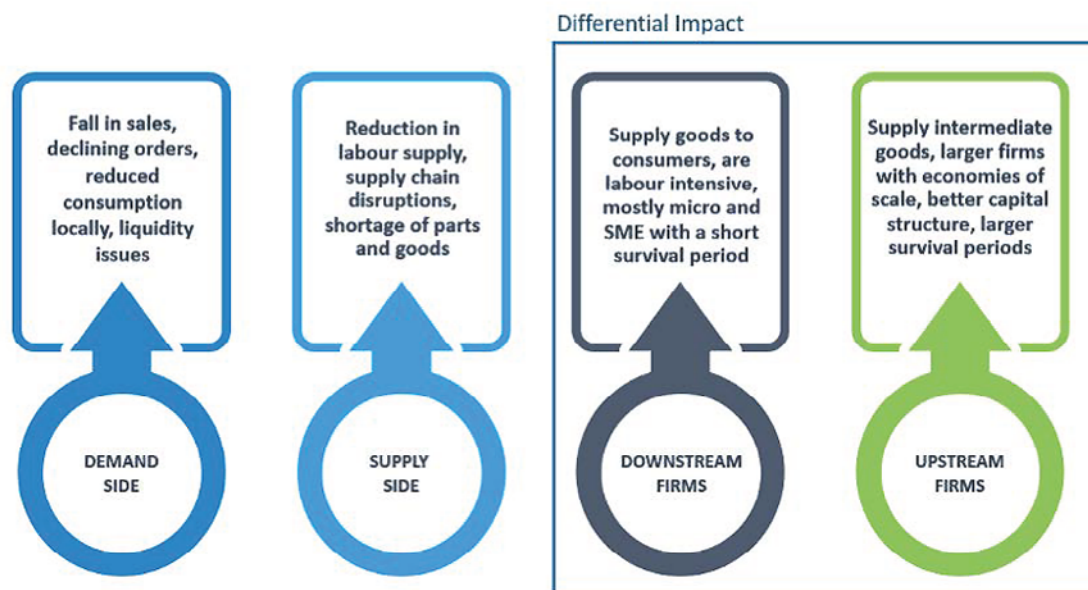 Differential Impact
Fall in sales,
declining orders,
reduced
consumption
locally, liquidity
issues
Reduction in
labour supply,
supply chain
disruptions,
shortage of parts
and goods
Supply goods to
consumers, are
labour intensive,
mostly micro and
SME with a short
survival period
Supply intermediate
goods, larger firms
with economies of
scale, better capital
structure, larger
survival periods
DEMAND
SIDE
SUPPLY
SIDE
DOWNSTREAM
FIRMS
UPSTREAM
FIRMS